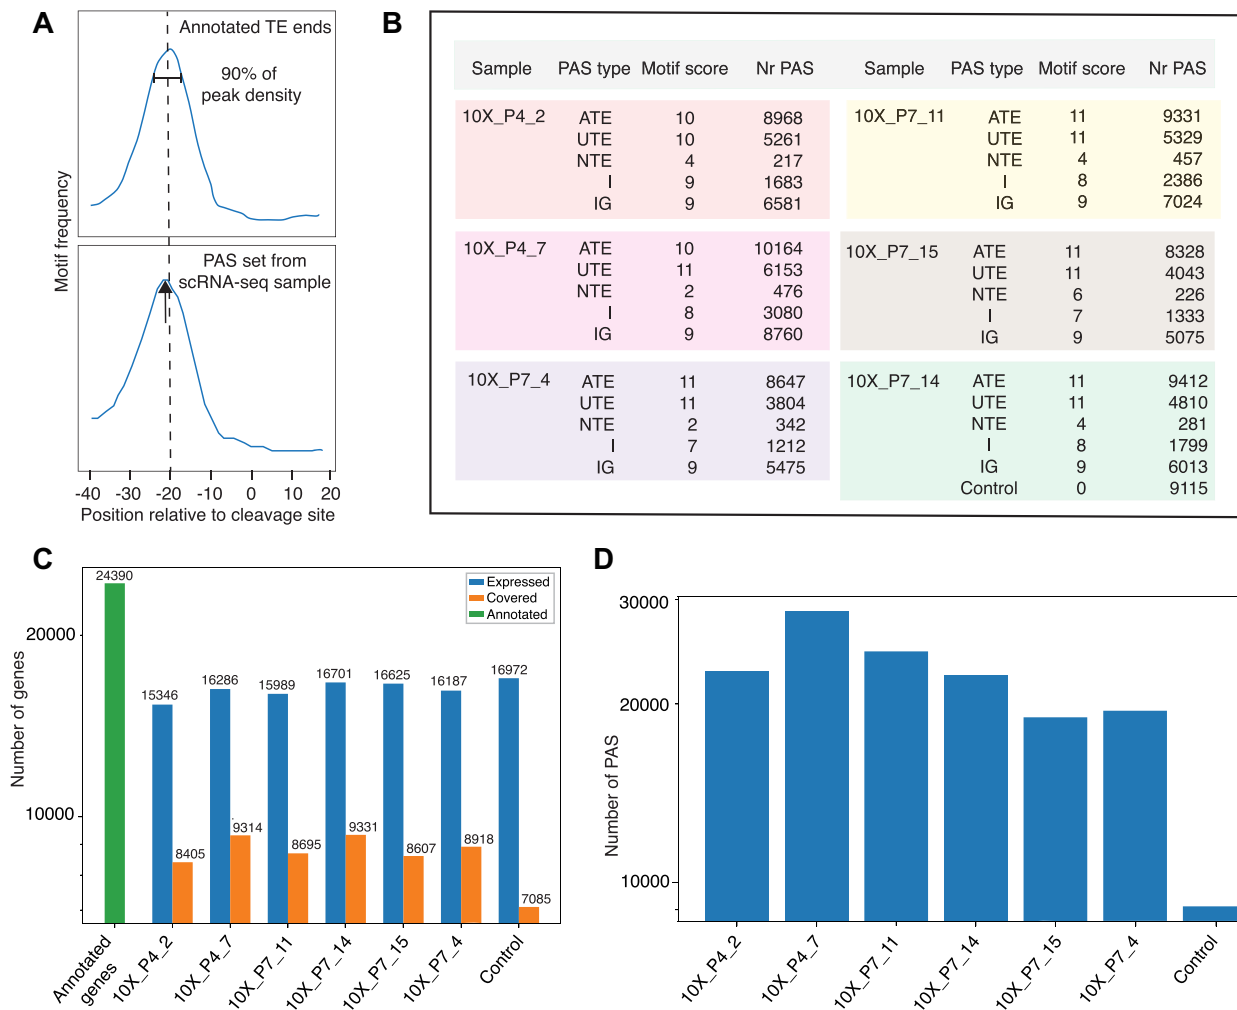 A
Annotated TE ends
90% of
peak density
PAS set from
scRNA-seq sample
Motif frequency
-40 -30 -20 -10 0 10 20
Position relative to cleavage site
B
Sample PAS type Motif score Nr PAS
10X_P4_2 ATE 10 8968
UTE 10 5261
NTE 4 217
I 9 1683
IG 9 6581
10X_P4_7 ATE 10 10164
UTE 11 6153
NTE 2 476
I 8 3080
IG 9 8760
10X_P7_4 ATE 11 8647
UTE 11 3804
NTE 2 342
I 7 1212
IG 9 5475
Sample PAS type Motif score Nr PAS
10X_P7_11 ATE 11 9331
UTE 11 5329
NTE 4 457
I 8 2386
IG 9 7024
10X_P7_15 ATE 11 8328
UTE 11 4043
NTE 6 226
I 7 1333
IG 9 5075
10X_P7_14 ATE 11 9412
UTE 11 4810
NTE 4 281
I 8 1799
IG 9 6013
Control 0 9115
C
Number of genes
20000
10000
Expressed
Covered
Annotated
24390
15346 8405
16286 9314
15989 8695
16701 9331
16625 8607
16187 8918
16972 7085
Annotated
genes
10X_P4_2
10X_P4_7
10X_P7_11
10X_P7_14
10X_P7_15
10X_P7_4
Control
D
Number of PAS
30000
20000
10000
10X_P4_2
10X_P4_7
10X_P7_11
10X_P7_14
10X_P7_15
10X_P7_4
Control